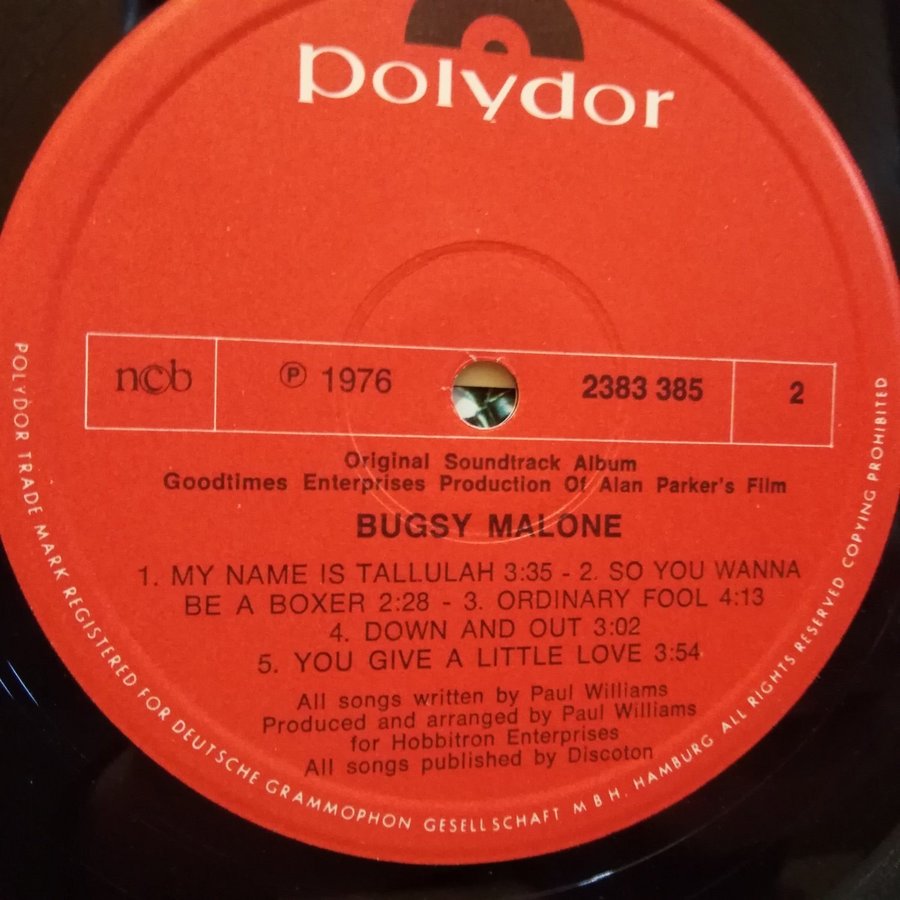 polydor
ncb
℗ 1976
2383 385
2
Original Soundtrack Album
Goodtimes Enterprises Production Of Alan Parker's Film
BUGSY MALONE
1. MY NAME IS TALLULAH 3:35 - 2. SO YOU WANNA
BE A BOXER 2:28 - 3. ORDINARY FOOL 4:13
4. DOWN AND OUT 3:02
5. YOU GIVE A LITTLE LOVE 3:54
All songs written by Paul Williams
Produced and arranged by Paul Williams
for Hobbitron Enterprises
All songs published by Discoton
POLYDOR TRADE MARK REGISTERED FOR DEUTSCHE GRAMMOPHON GESELLSCHAFT M B H. HAMBURG ALL RIGHTS RESERVED COPYING PROHIBITED